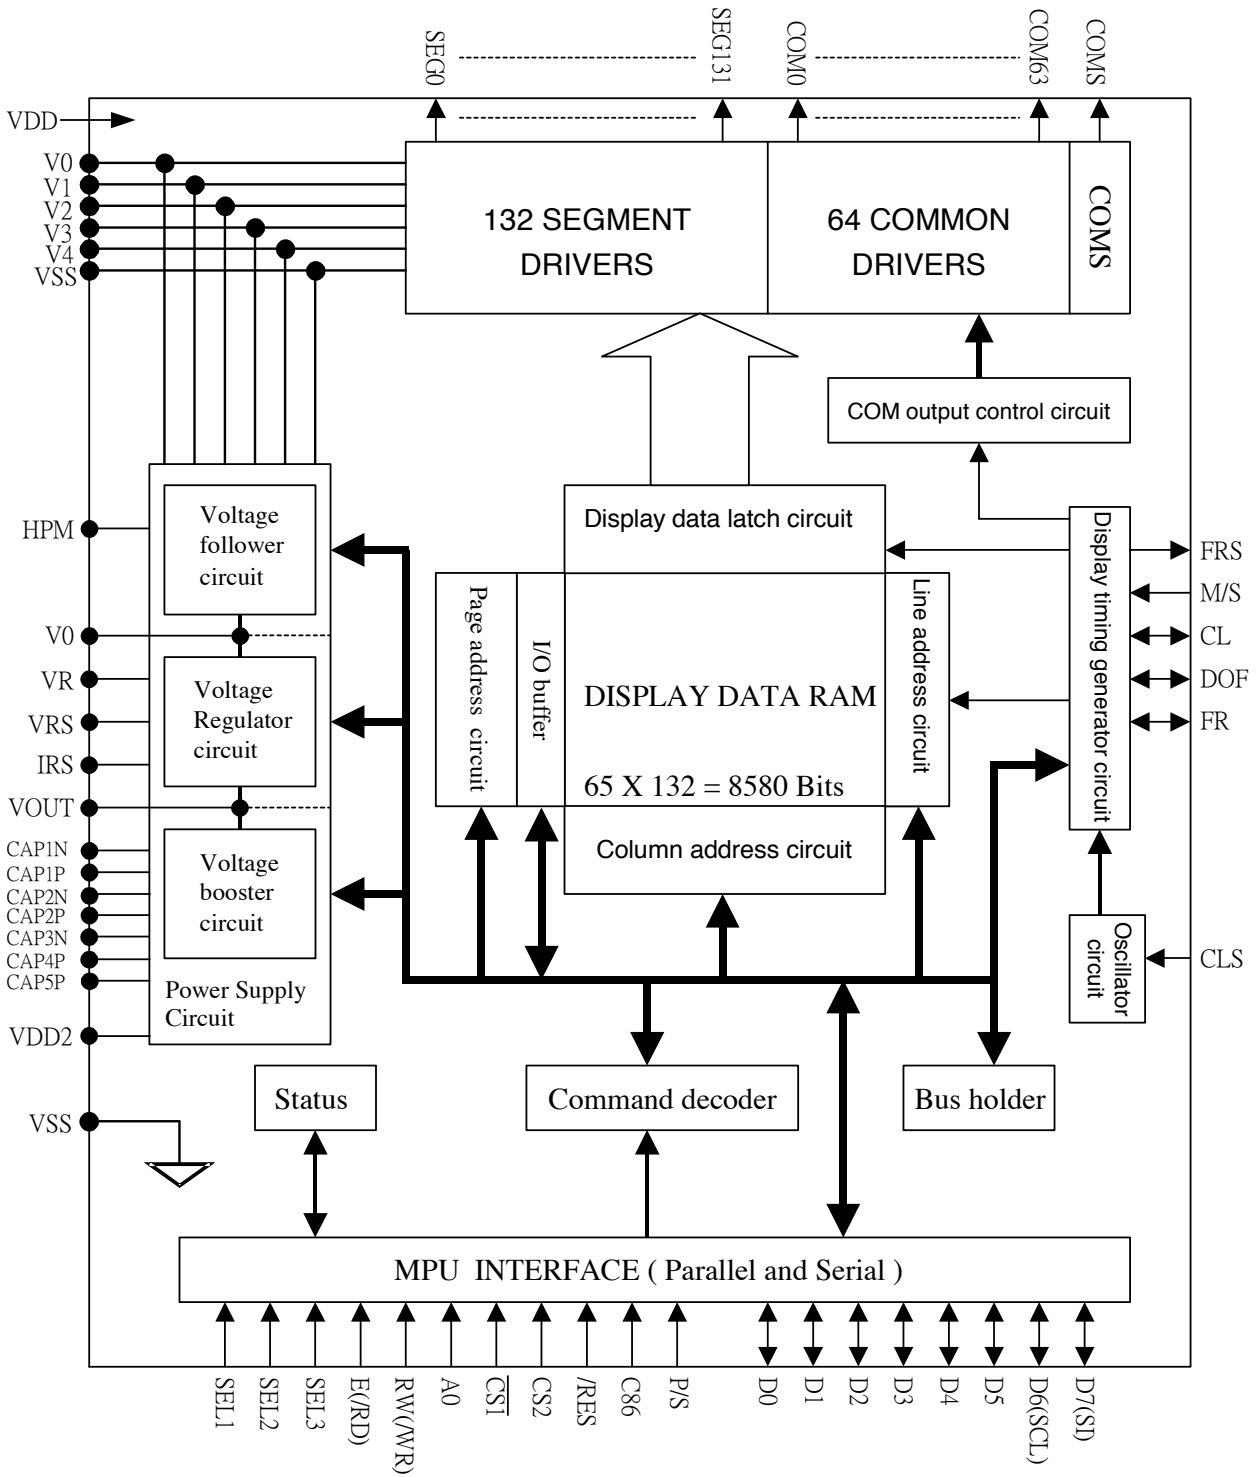 SEG0
SEG131
COM0
COM63
COMS
VDD
V0
V1
V2
V3
V4
VSS
132 SEGMENT
DRIVERS
64 COMMON
DRIVERS
COMS
COM output control circuit
HPM
V0
VR
VRS
IRS
VOUT
CAP1N
CAP1P
CAP2N
CAP2P
CAP3N
CAP4P
CAP5P
VDD2
VSS
Voltage
follower
circuit
Voltage
Regulator
circuit
Voltage
booster
circuit
Power Supply
Circuit
Display data latch circuit
Page address circuit
I/O buffer
DISPLAY DATA RAM
65 X 132 = 8580 Bits
Line address circuit
Column address circuit
Display timing generator circuit
FRS
M/S
CL
DOF
FR
Oscillator
circuit
CLS
Status
Command decoder
Bus holder
MPU INTERFACE ( Parallel and Serial )
SEL1
SEL2
SEL3
E(/RD)
RW(/WR)
A0
CS1
CS2
/RES
C86
P/S
D0
D1
D2
D3
D4
D5
D6(SCL)
D7(SI)